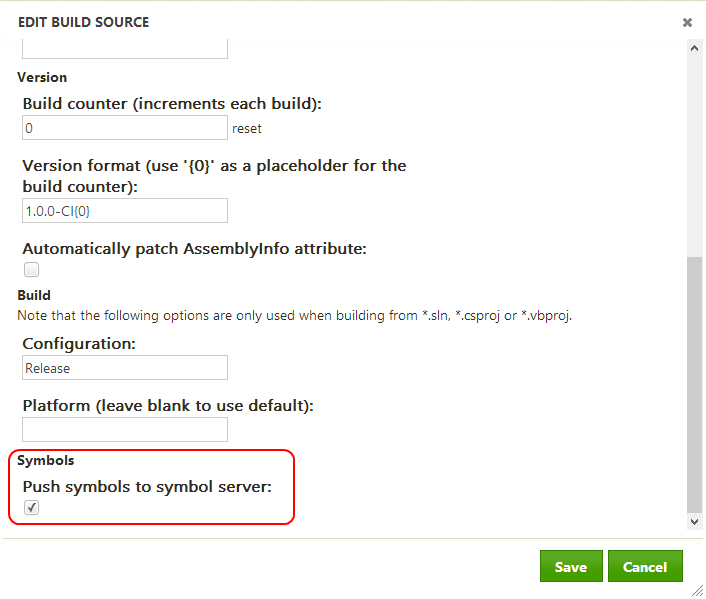 EDIT BUILD SOURCE
Version
Build counter (increments each build):
0 reset
Version format (use '{0}' as a placeholder for the
build counter):
1.0.0-CI{0}
Automatically patch AssemblyInfo attribute:
Build
Note that the following options are only used when building from *.sln, *.csproj or *.vbproj.
Configuration:
Release
Platform (leave blank to use default):
Symbols
Push symbols to symbol server:
Save Cancel